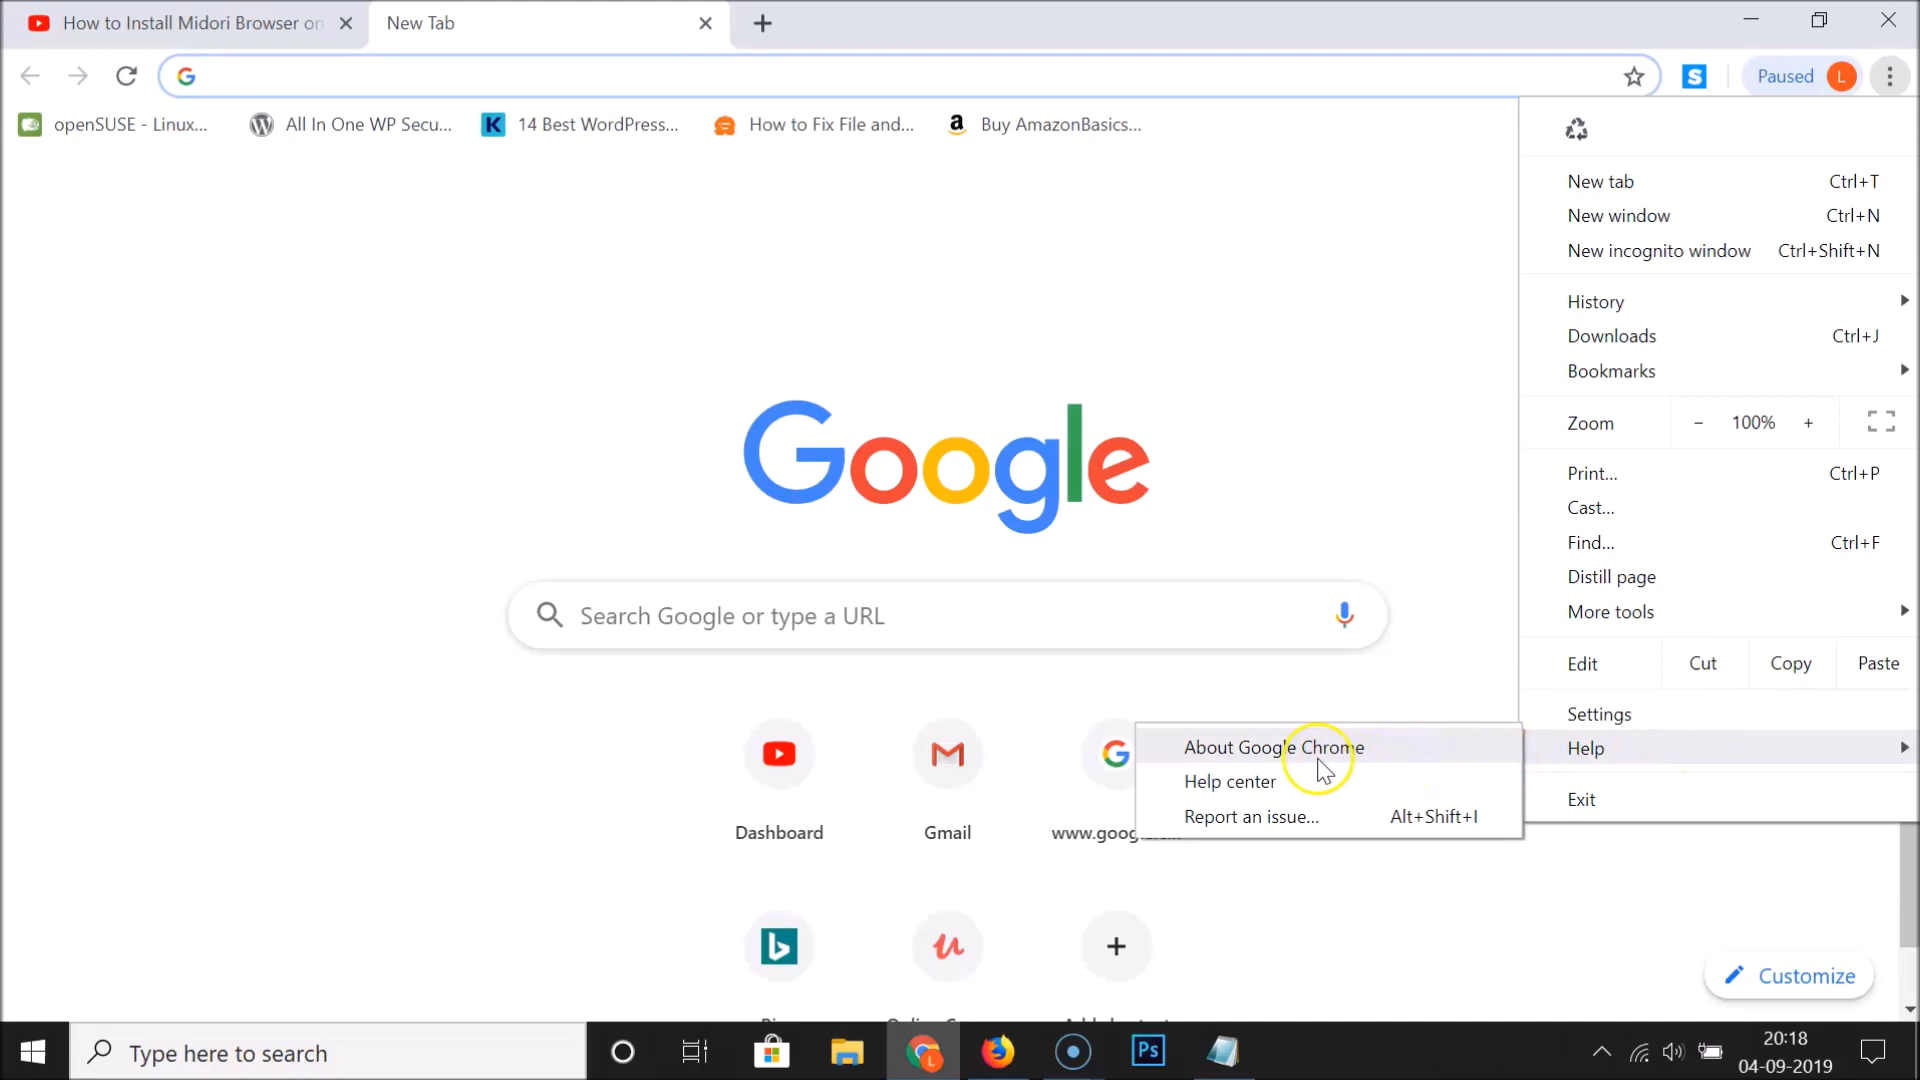 How to Install Midori Browser on
New Tab
Paused L
openSUSE - Linux...
All In One WP Secu...
K 14 Best WordPress...
How to Fix File and...
a Buy AmazonBasics...
New tab Ctrl+T
New window Ctrl+N
New incognito window Ctrl+Shift+N
History
Downloads Ctrl+J
Bookmarks
Zoom - 100% +
Print... Ctrl+P
Cast...
Find... Ctrl+F
Distill page
More tools
Edit Cut Copy Paste
Settings
Help
Exit
Google
Search Google or type a URL
About Google Chrome
Help center
Report an issue... Alt+Shift+I
Dashboard
Gmail
Customize
Type here to search
Ps
20:18
04-09-2019